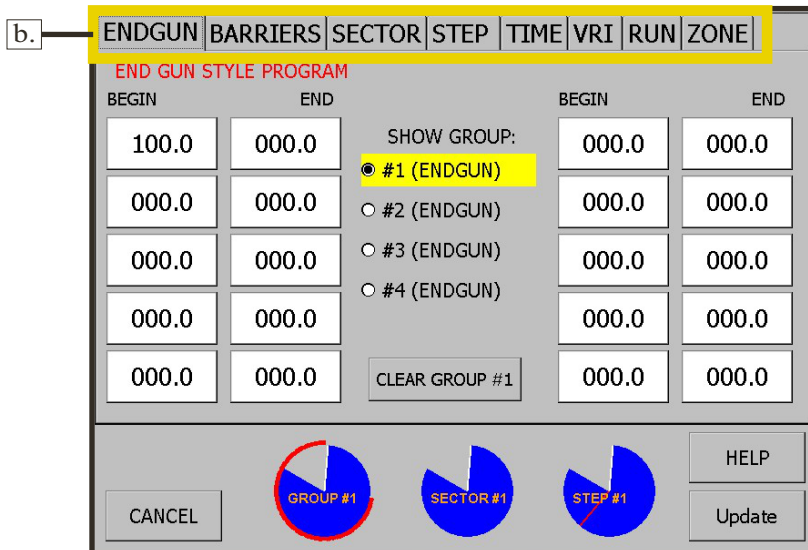 b.
ENDGUN BARRIERS SECTOR STEP TIME VRI RUN ZONE
END GUN STYLE PROGRAM
BEGIN END BEGIN END
100.0 000.0 SHOW GROUP: 000.0 000.0
#1 (ENDGUN)
000.0 000.0 #2 (ENDGUN) 000.0 000.0
000.0 000.0 #3 (ENDGUN) 000.0 000.0
#4 (ENDGUN)
000.0 000.0 000.0 000.0
000.0 000.0 CLEAR GROUP #1 000.0 000.0
HELP
GROUP #1 SECTOR #1 STEP #1
CANCEL Update